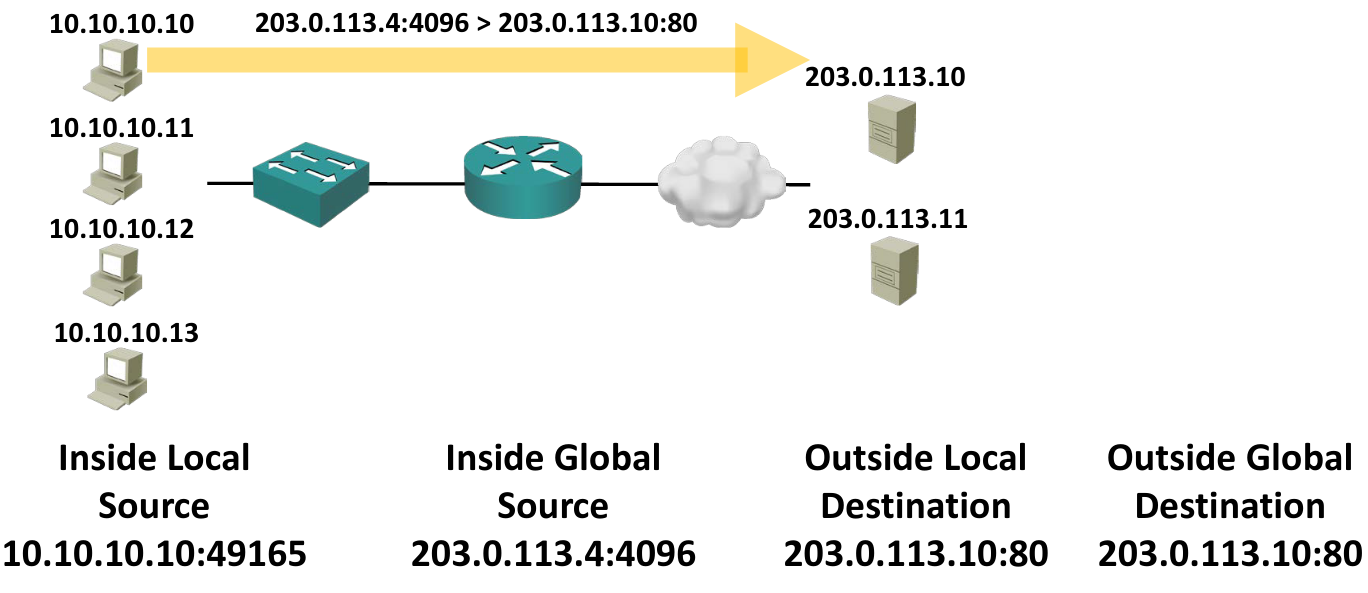 10.10.10.10
203.0.113.4:4096 > 203.0.113.10:80
203.0.113.10
10.10.10.11
10.10.10.12
203.0.113.11
10.10.10.13
Inside Local
Source
10.10.10.10:49165
Inside Global
Source
203.0.113.4:4096
Outside Local
Destination
203.0.113.10:80
Outside Global
Destination
203.0.113.10:80